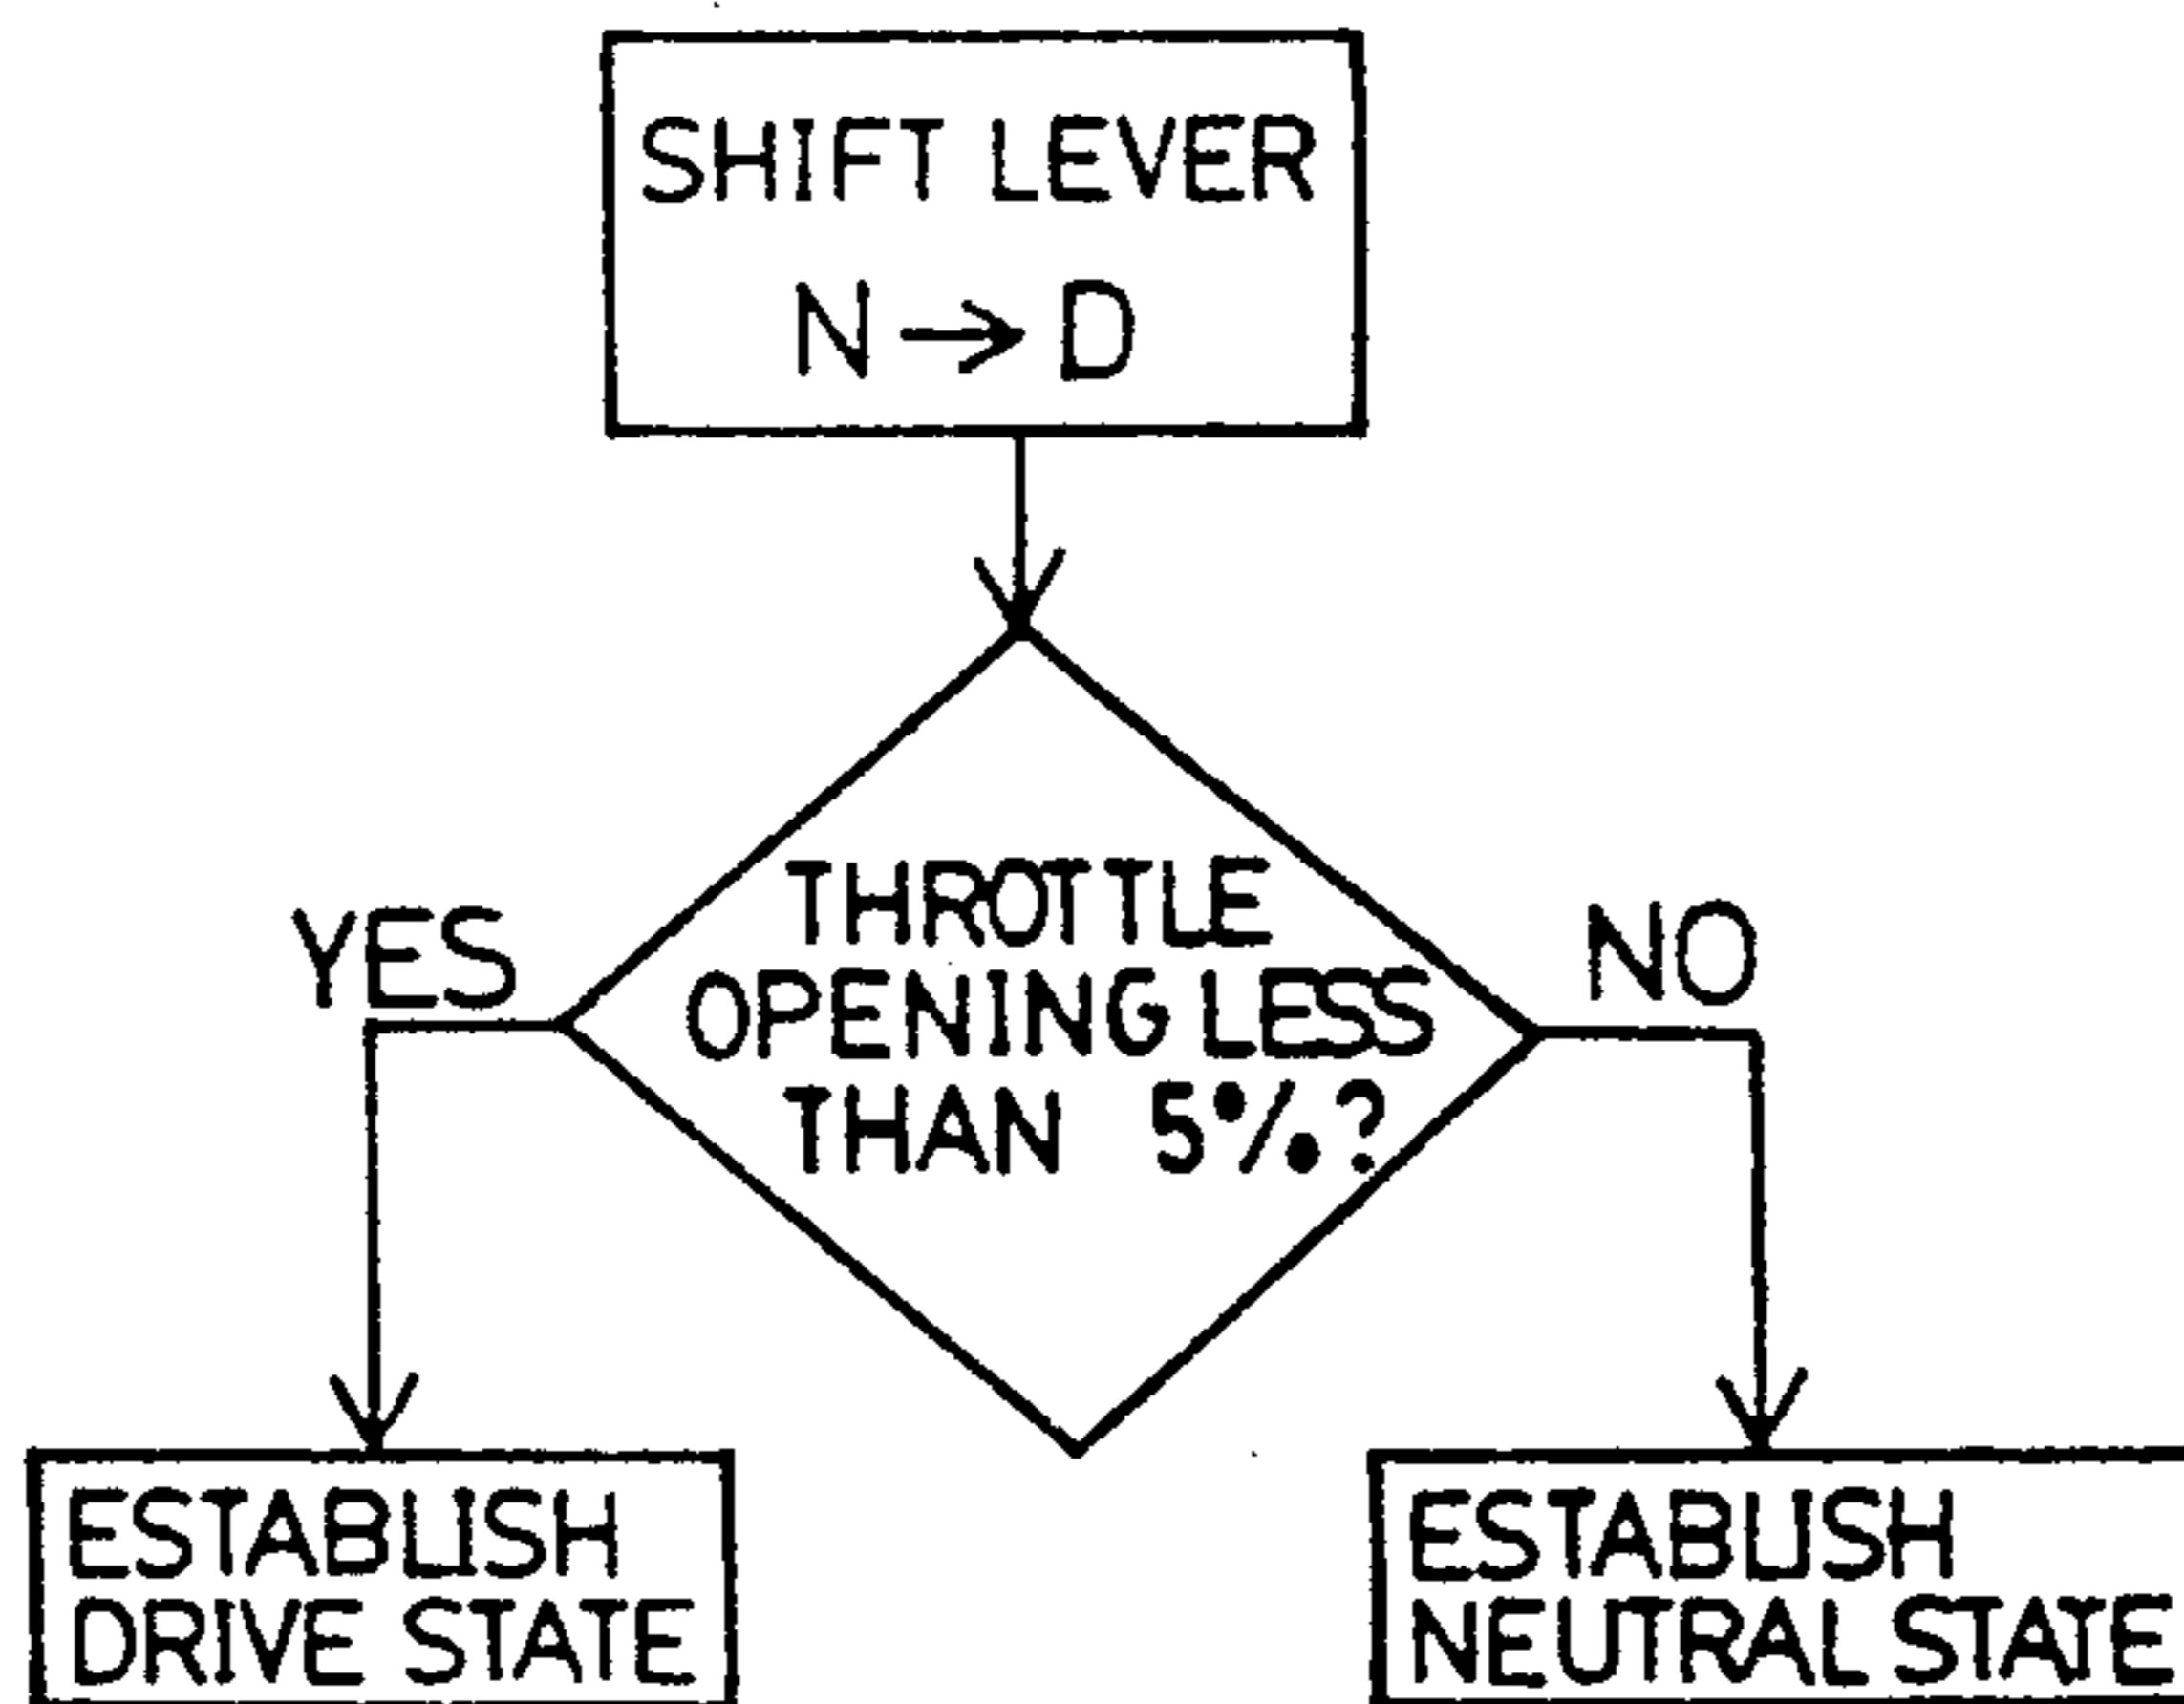 SHIFT LEVER
N → D
THROTTLE
OPENING LESS
THAN 5%?
YES
NO
ESTABLISH
DRIVE STATE
ESTABLISH
NEUTRAL STATE